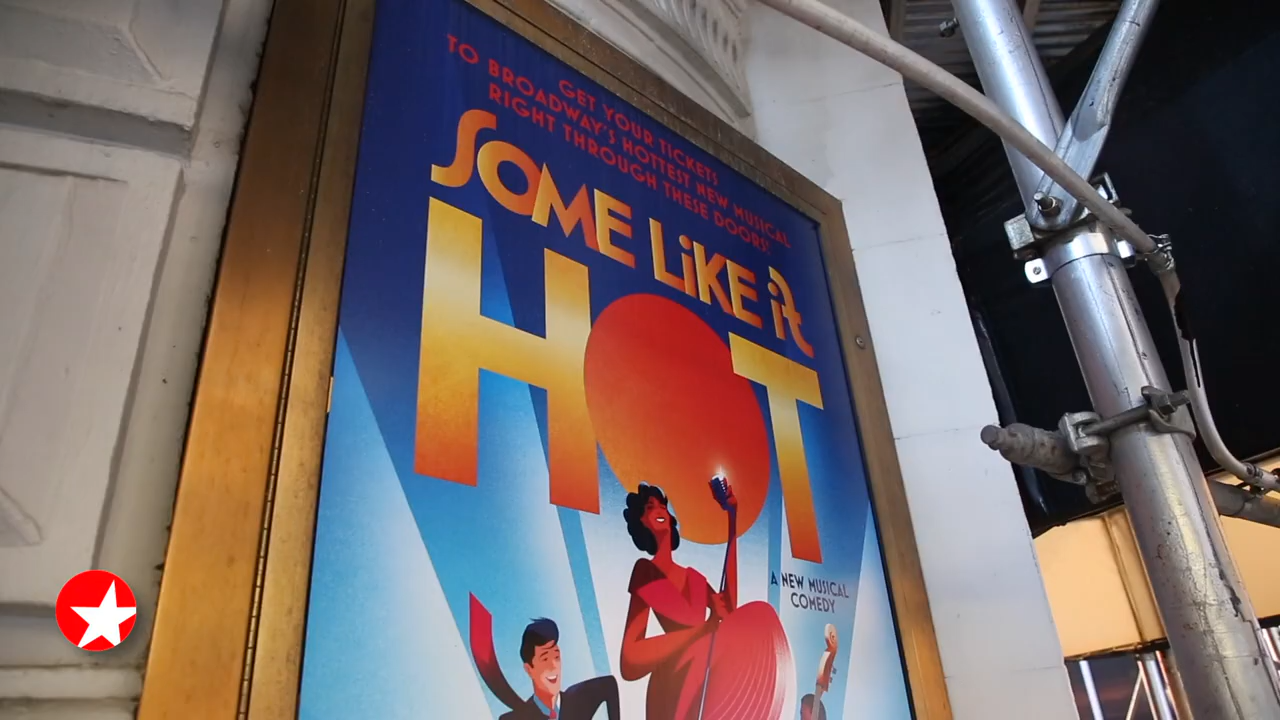 GET YOUR TICKETS
TO BROADWAY'S HOTTEST NEW MUSICAL
RIGHT THROUGH THESE DOORS!
SOME LiKE it
HOT
A NEW MUSICAL
COMEDY